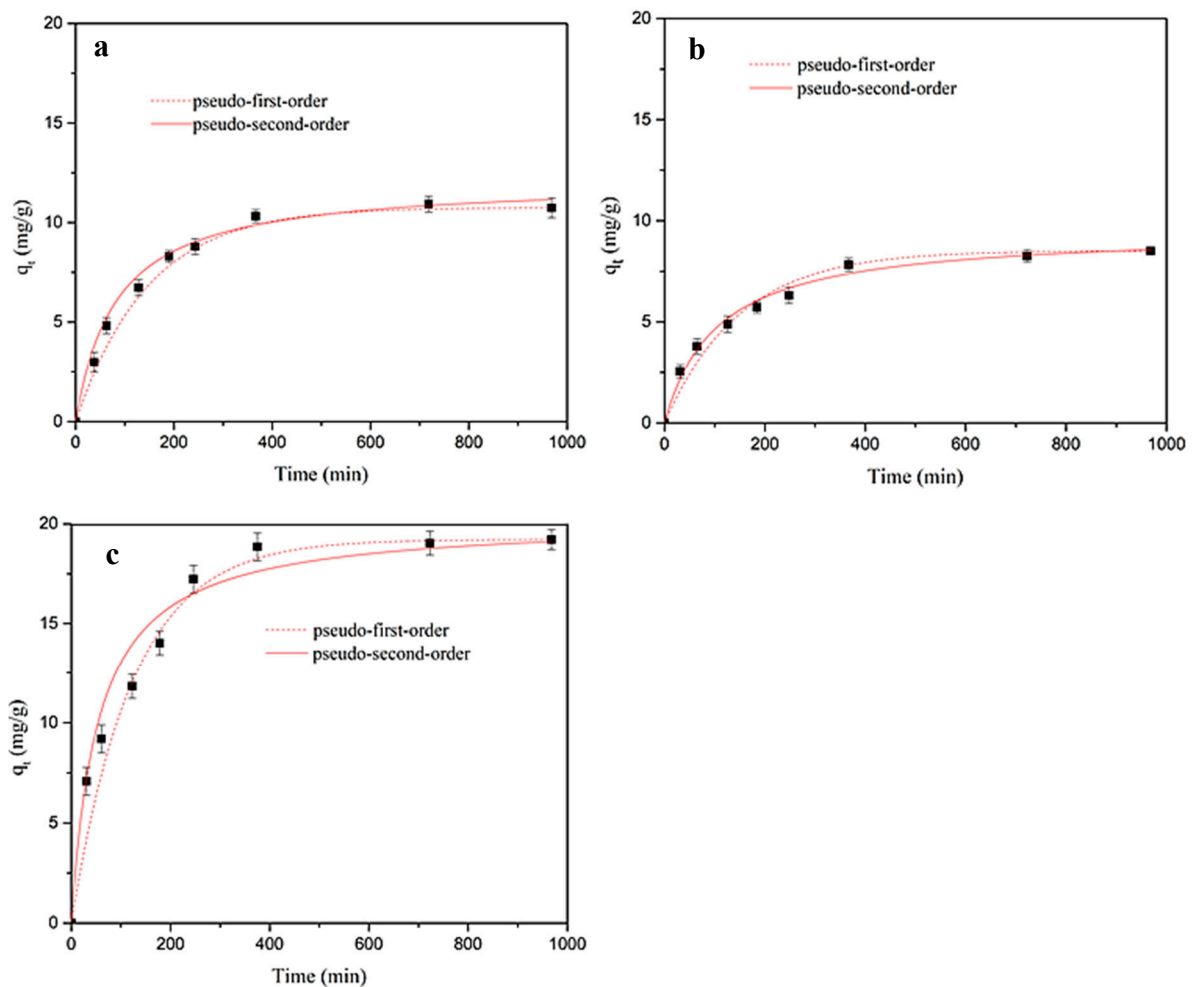 a
20
15
10
5
0
q_t (mg/g)
pseudo-first-order
pseudo-second-order
0 200 400 600 800 1000
Time (min)
b
20
15
10
5
0
qt (mg/g)
pseudo-first-order
pseudo-second-order
0 200 400 600 800 1000
Time (min)
c
20
15
10
5
0
q_t (mg/g)
pseudo-first-order
pseudo-second-order
0 200 400 600 800 1000
Time (min)